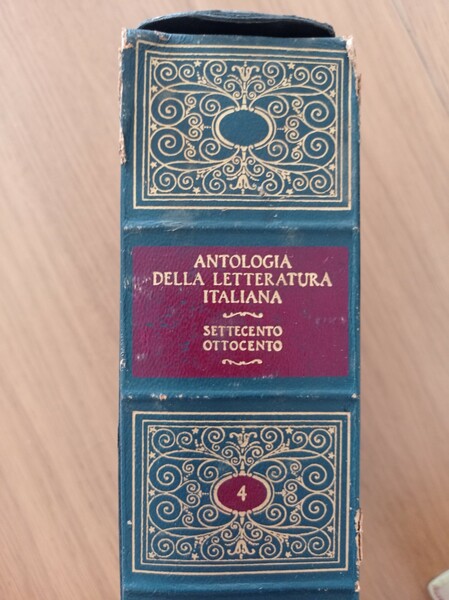 ANTOLOGIA
DELLA LETTERATURA
ITALIANA
SETTECENTO
OTTOCENTO
4